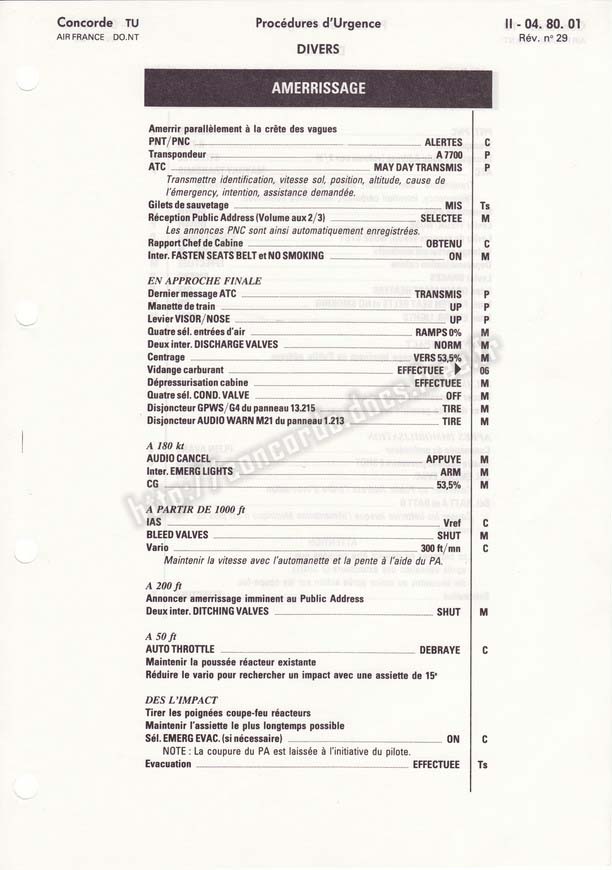 Concorde TU Procédures d'Urgence II - 04. 80. 01
AIR FRANCE DO.NT Rév. n° 29
DIVERS
AMERRISSAGE
Amerrir parallèlement à la crête des vagues
PNT/PNC ALERTES C
Transpondeur A 7700 P
ATC MAY DAY TRANSMIS P
Transmettre identification, vitesse sol, position, altitude, cause de
l'émergency, intention, assistance demandée.
Gilets de sauvetage MIS Ts
Réception Public Address (Volume aux 2/3) SELECTEE M
Les annonces PNC sont ainsi automatiquement enregistrées.
Rapport Chef de Cabine OBTENU C
Inter. FASTEN SEATS BELT et NO SMOKING ON M
EN APPROCHE FINALE
Dernier message ATC TRANSMIS P
Manette de train UP P
Levier VISOR/NOSE UP P
Quatre sél. entrées d'air RAMPS 0% M
Deux inter. DISCHARGE VALVES NORM M
Centrage VERS 53,5% M
Vidange carburant EFFECTUEE 06
Dépressurisation cabine EFFECTUEE M
Quatre sél. COND. VALVE OFF M
Disjoncteur GPWS/G4 du panneau 13.215 TIRE M
Disjoncteur AUDIO WARN M21 du panneau 1.213 TIRE M
A 180 kt
AUDIO CANCEL APPUYE M
Inter. EMERG LIGHTS ARM M
CG 53,5% M
A PARTIR DE 1000 ft
IAS Vref C
BLEED VALVES SHUT M
Vario 300 ft/mn C
Maintenir la vitesse avec l'automanette et la pente à l'aide du PA.
A 200 ft
Annoncer amerrissage imminent au Public Address
Deux inter. DITCHING VALVES SHUT M
A 50 ft
AUTO THROTTLE DEBRAYE C
Maintenir la poussée réacteur existante
Réduire le vario pour rechercher un impact avec une assiette de 15°
DES L'IMPACT
Tirer les poignées coupe-feu réacteurs
Maintenir l'assiette le plus longtemps possible
Sél. EMERG EVAC. (si nécessaire) ON C
NOTE : La coupure du PA est laissée à l'initiative du pilote.
Evacuation EFFECTUEE Ts